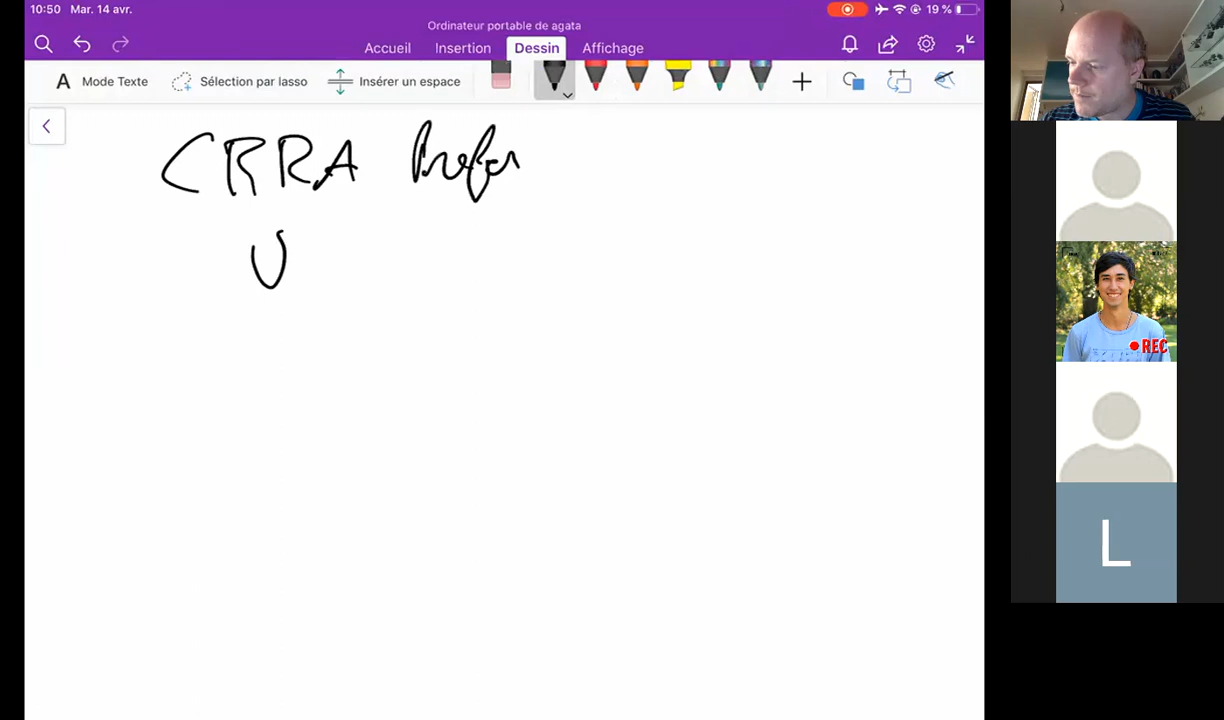 10:50 Mar. 14 avr.
19 %
Ordinateur portable de agata
Accueil Insertion Dessin Affichage
A Mode Texte Sélection par lasso Insérer un espace
CRRA Prefer
U
REC
L